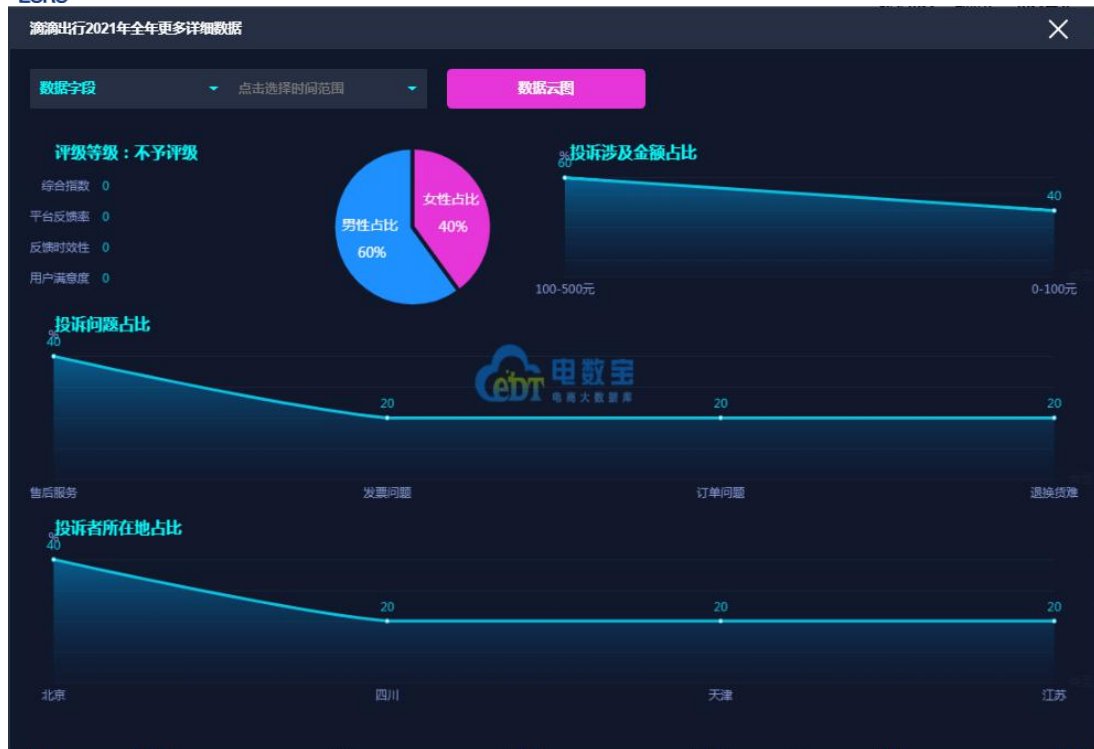 滴滴出行2021年全年更多详细数据
数据字段
点击选择时间范围
数据云图
评级等级：不予评级
综合指数 0
平台反馈率 0
反馈时效性 0
用户满意度 0
女性占比
40%
男性占比
60%
投诉涉及金额占比
%
60
40
100-500元
0-100元
投诉问题占比
%
40
20
20
20
售后服务
发票问题
订单问题
退换货难
eDT 电数宝
电商大数据库
投诉者所在地占比
%
40
20
20
20
北京
四川
天津
江苏